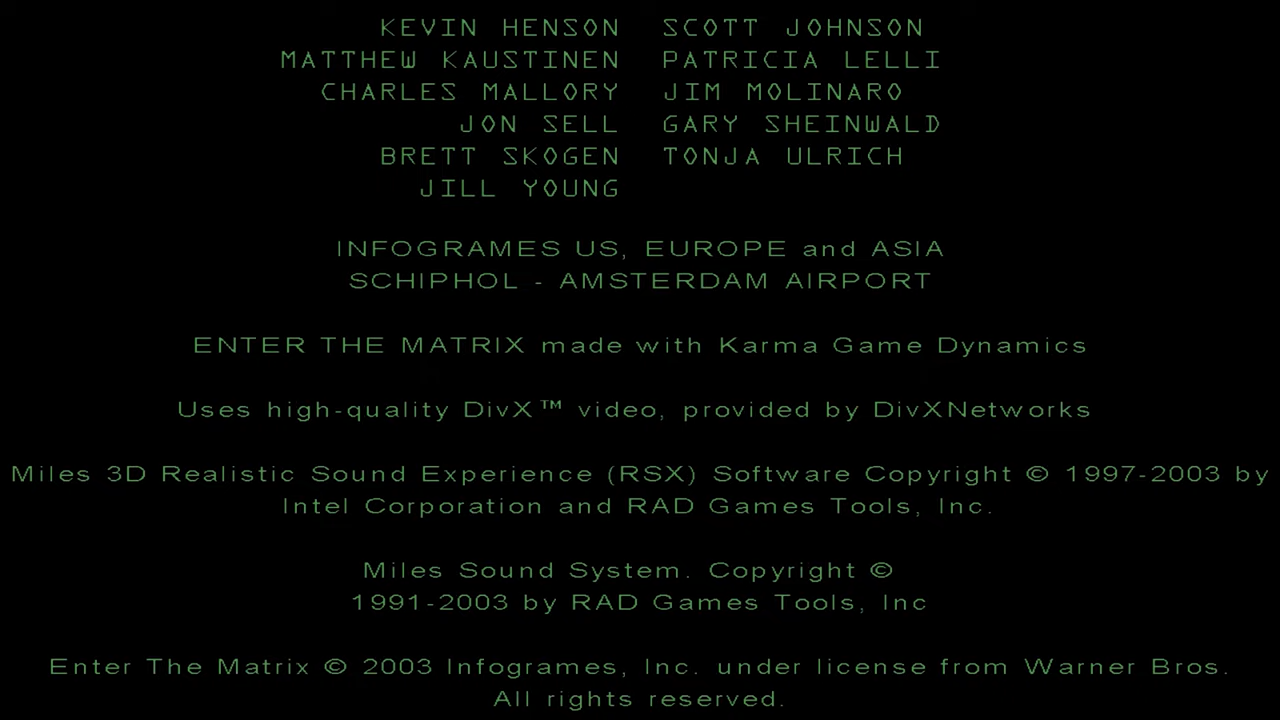 KEVIN HENSON SCOTT JOHNSON
MATTHEW KAUSTINEN PATRICIA LELLI
CHARLES MALLORY JIM MOLINARO
JON SELL GARY SHEINWALD
BRETT SKOGEN TONJA ULRICH
JILL YOUNG
INFOGRAMES US, EUROPE and ASIA
SCHIPHOL - AMSTERDAM AIRPORT
ENTER THE MATRIX made with Karma Game Dynamics
Uses high-quality DivX™ video, provided by DivXNetworks
Miles 3D Realistic Sound Experience (RSX) Software Copyright © 1997-2003 by
Intel Corporation and RAD Games Tools, Inc.
Miles Sound System. Copyright ©
1991-2003 by RAD Games Tools, Inc
Enter The Matrix © 2003 Infogrames, Inc. under license from Warner Bros.
All rights reserved.